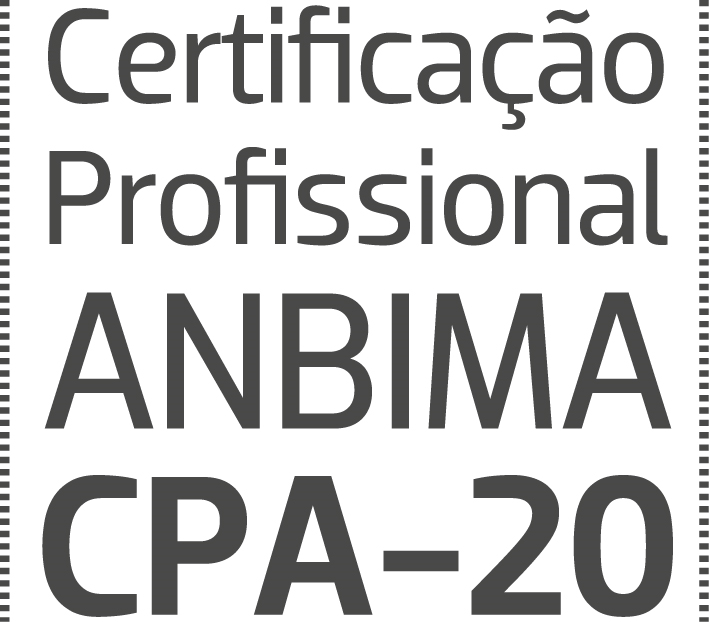 Certificação
Profissional
ANBIMA
CPA–20